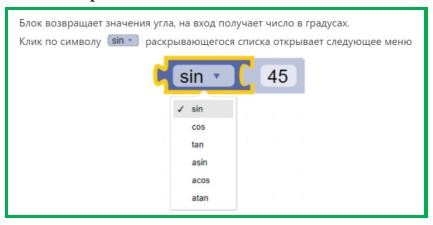 Блок возвращает значения угла, на вход получает число в градусах.
Клик по символу sin раскрывающегося списка открывает следующее меню
sin 45
✓ sin
cos
tan
asin
acos
atan